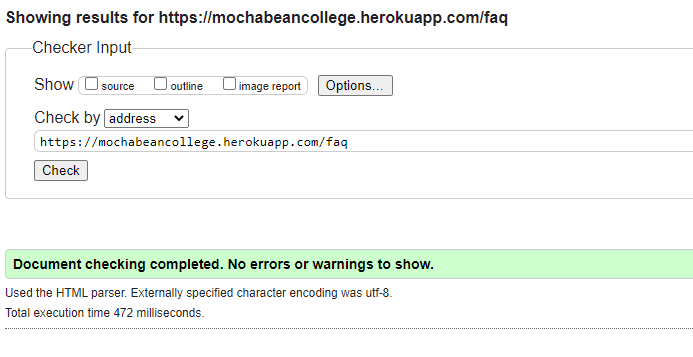 Showing results for https://mochabeancollege.herokuapp.com/faq
Checker Input
Show source outline image report Options...
Check by address
https://mochabeancollege.herokuapp.com/faq
Check
Document checking completed. No errors or warnings to show.
Used the HTML parser. Externally specified character encoding was utf-8.
Total execution time 472 milliseconds.